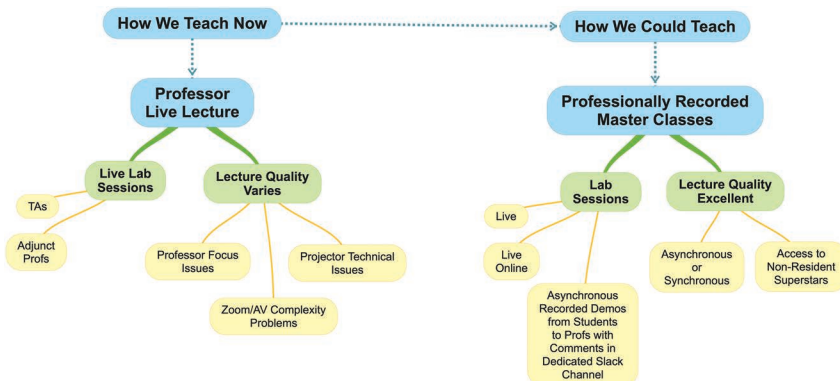 How We Teach Now
How We Could Teach
Professor
Live Lecture
Professionally Recorded
Master Classes
Live Lab
Sessions
Lecture Quality
Varies
Lab
Sessions
Lecture Quality
Excellent
TAs
Adjunct
Profs
Professor Focus
Issues
Projector Technical
Issues
Zoom/AV Complexity
Problems
Live
Live
Online
Asynchronous
Recorded Demos
from Students
to Profs with
Comments in
Dedicated Slack
Channel
Asynchronous
or
Synchronous
Access to
Non-Resident
Superstars